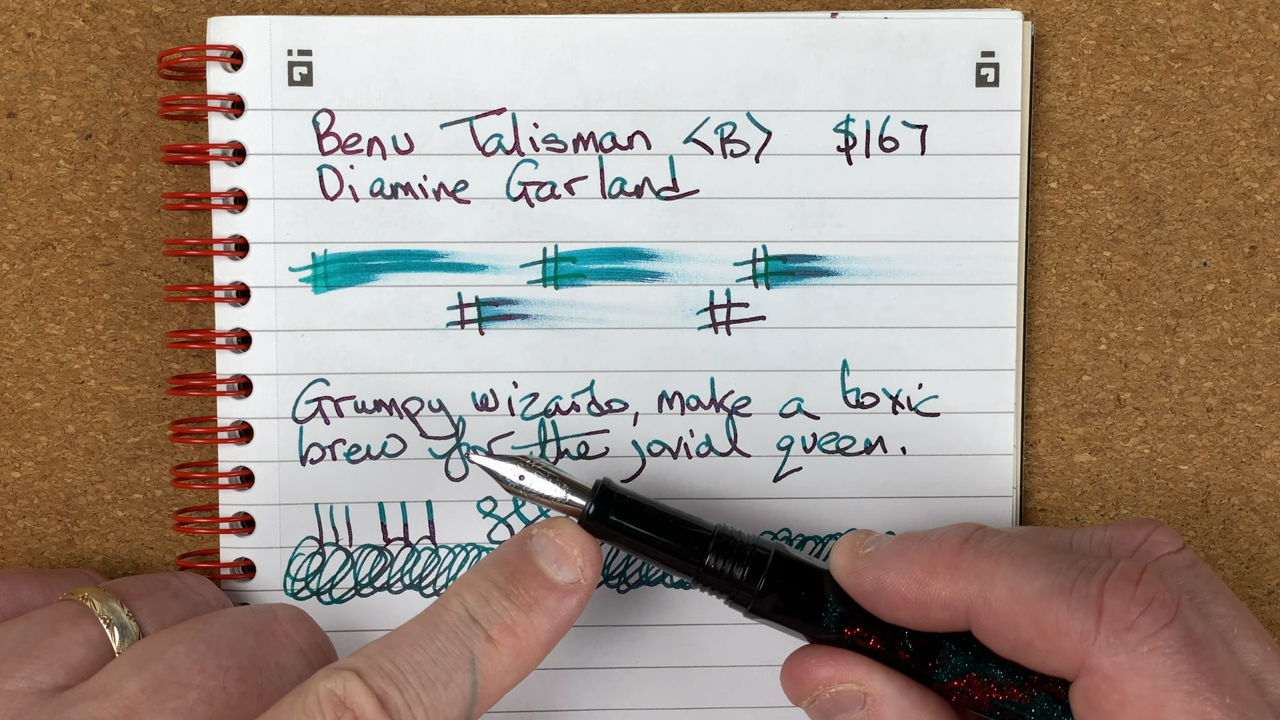 Benu Talisman <B> $167
Diamine Garland
# # #
# #
Grumpy wizards, make a toxic
brew for the jovial queen.